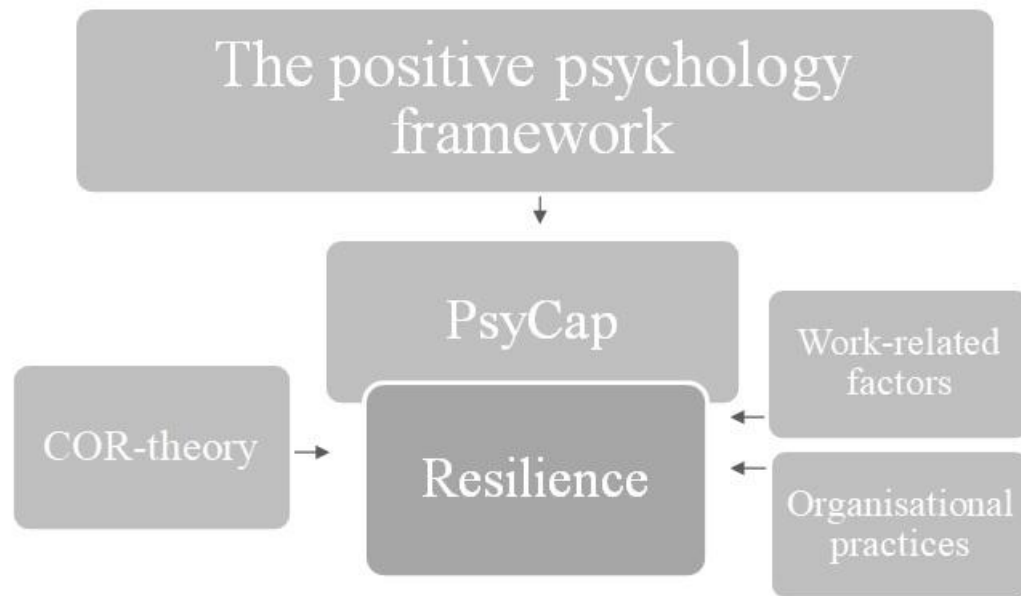 The positive psychology
framework
PsyCap
Work-related
factors
COR-theory
Resilience
Organisational
practices